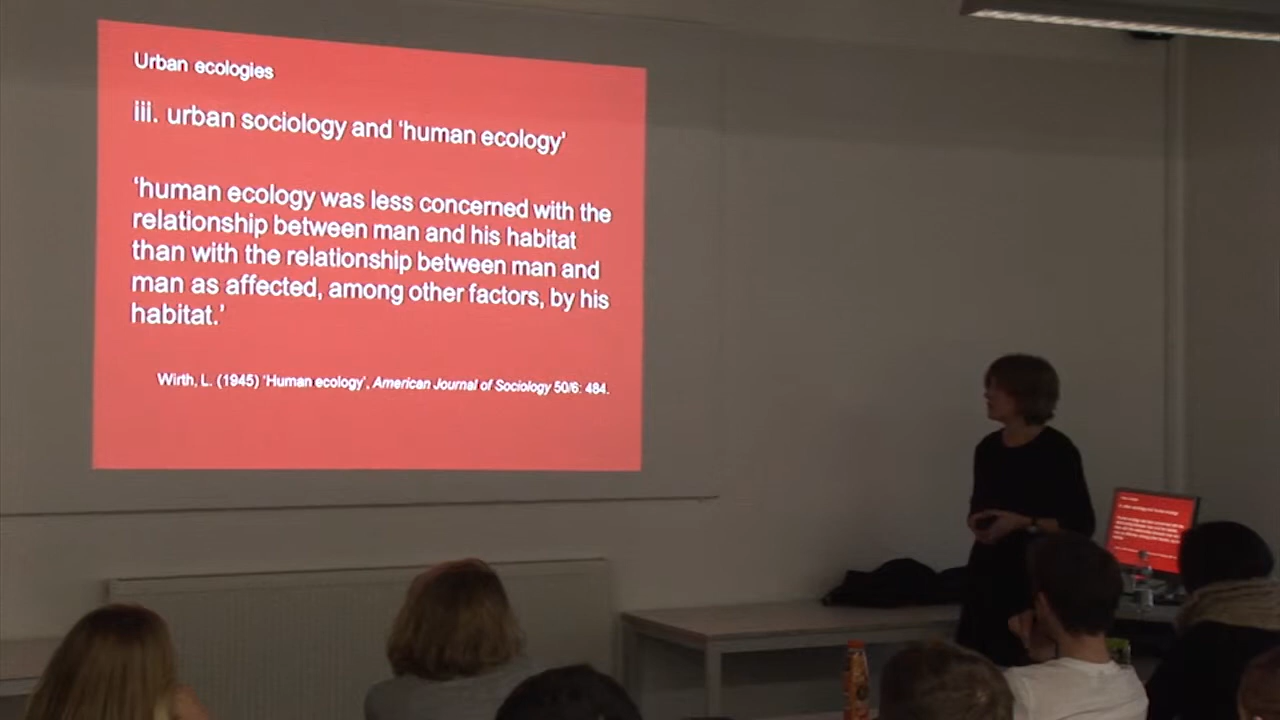 Urban ecologies
iii. urban sociology and ‘human ecology’
‘human ecology was less concerned with the
relationship between man and his habitat
than with the relationship between man and
man as affected, among other factors, by his
habitat.’
Wirth, L. (1945) ‘Human ecology’, American Journal of Sociology 50/6: 484.